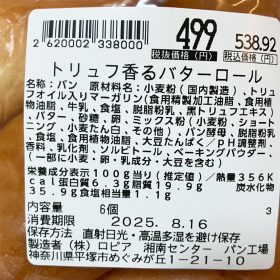 2620002338000
499
税抜価格(円)
538.92
税込価格(円)
トリュフ香るバターロール
名称:パン 原材料名:小麦粉(国内製造)、トリュ
フオイル入りマーガリン(食用精製加工油脂、食用植
物油脂、牛乳、食塩、脱脂粉乳、黒トリュフエキス)
、バター、砂糖、卵、ミックス粉(小麦粉、ショート
ニング、小麦たん白、その他)、パン酵母、脱脂粉乳
、食塩、食用植物油脂、大豆たんぱく/pH調整剤、
香料、乳化剤、ソルビトール、ベーキングパウダー、
(一部に小麦・卵・乳成分・大豆を含む)
栄養成分表示100g当り(推定値)/熱量356K
cal蛋白質6.3g脂質19.9g 炭水化物
35.9g食塩相当量1.1g
内容量 6個
消費期限 2025. 8.16
保存方法 直射日光・高温多湿を避け保存
製造者(株)ロピア 湘南センターパン工場
神奈川県平塚市めぐみが丘1-21-10